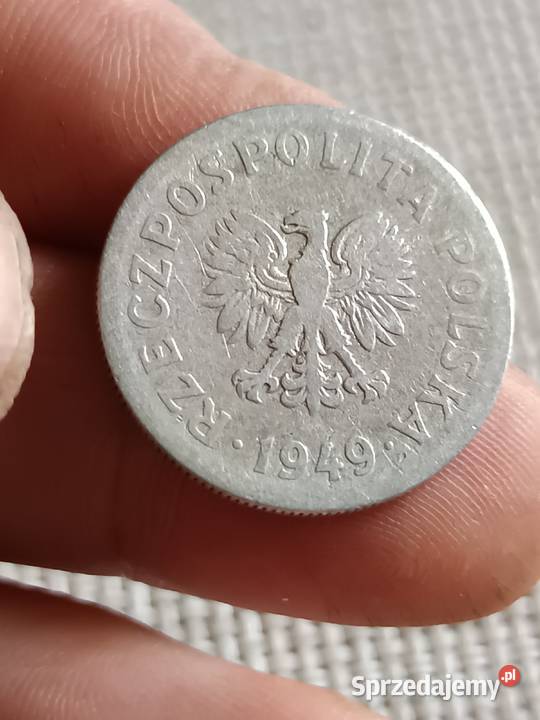 RZECZPOSPOLITA POLSKA
· 1949 ·
Sprzedajemy.pl